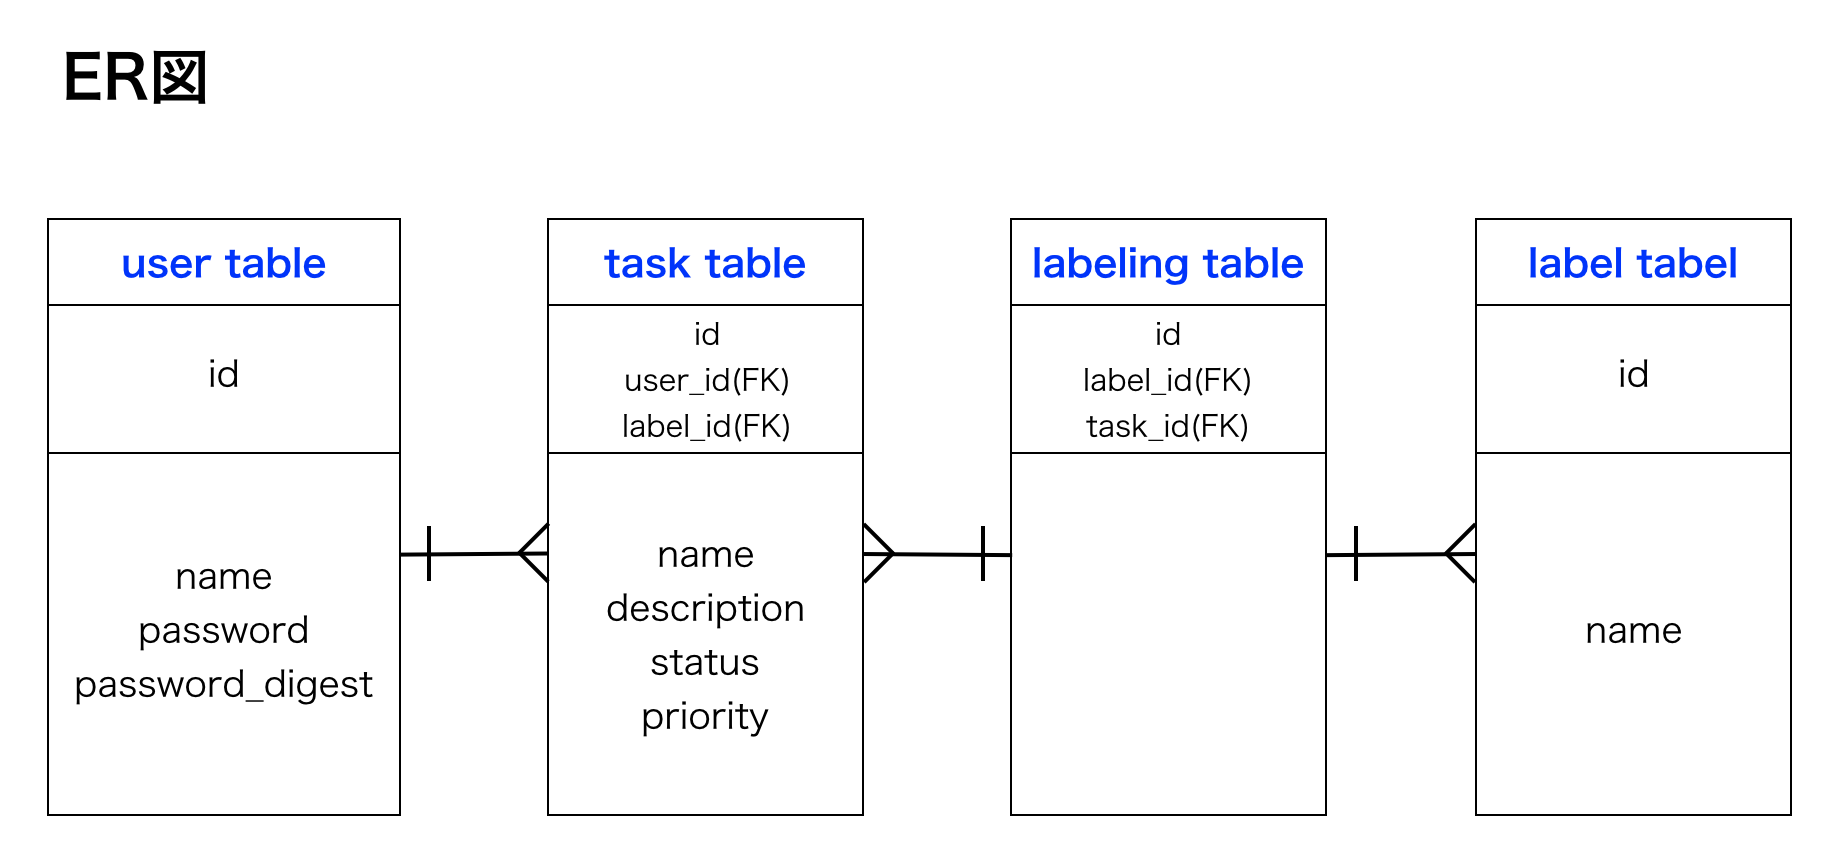 ER図
user table
id
name
password
password_digest
task table
id
user_id(FK)
label_id(FK)
name
description
status
priority
labeling table
id
label_id(FK)
task_id(FK)
label tabel
id
name